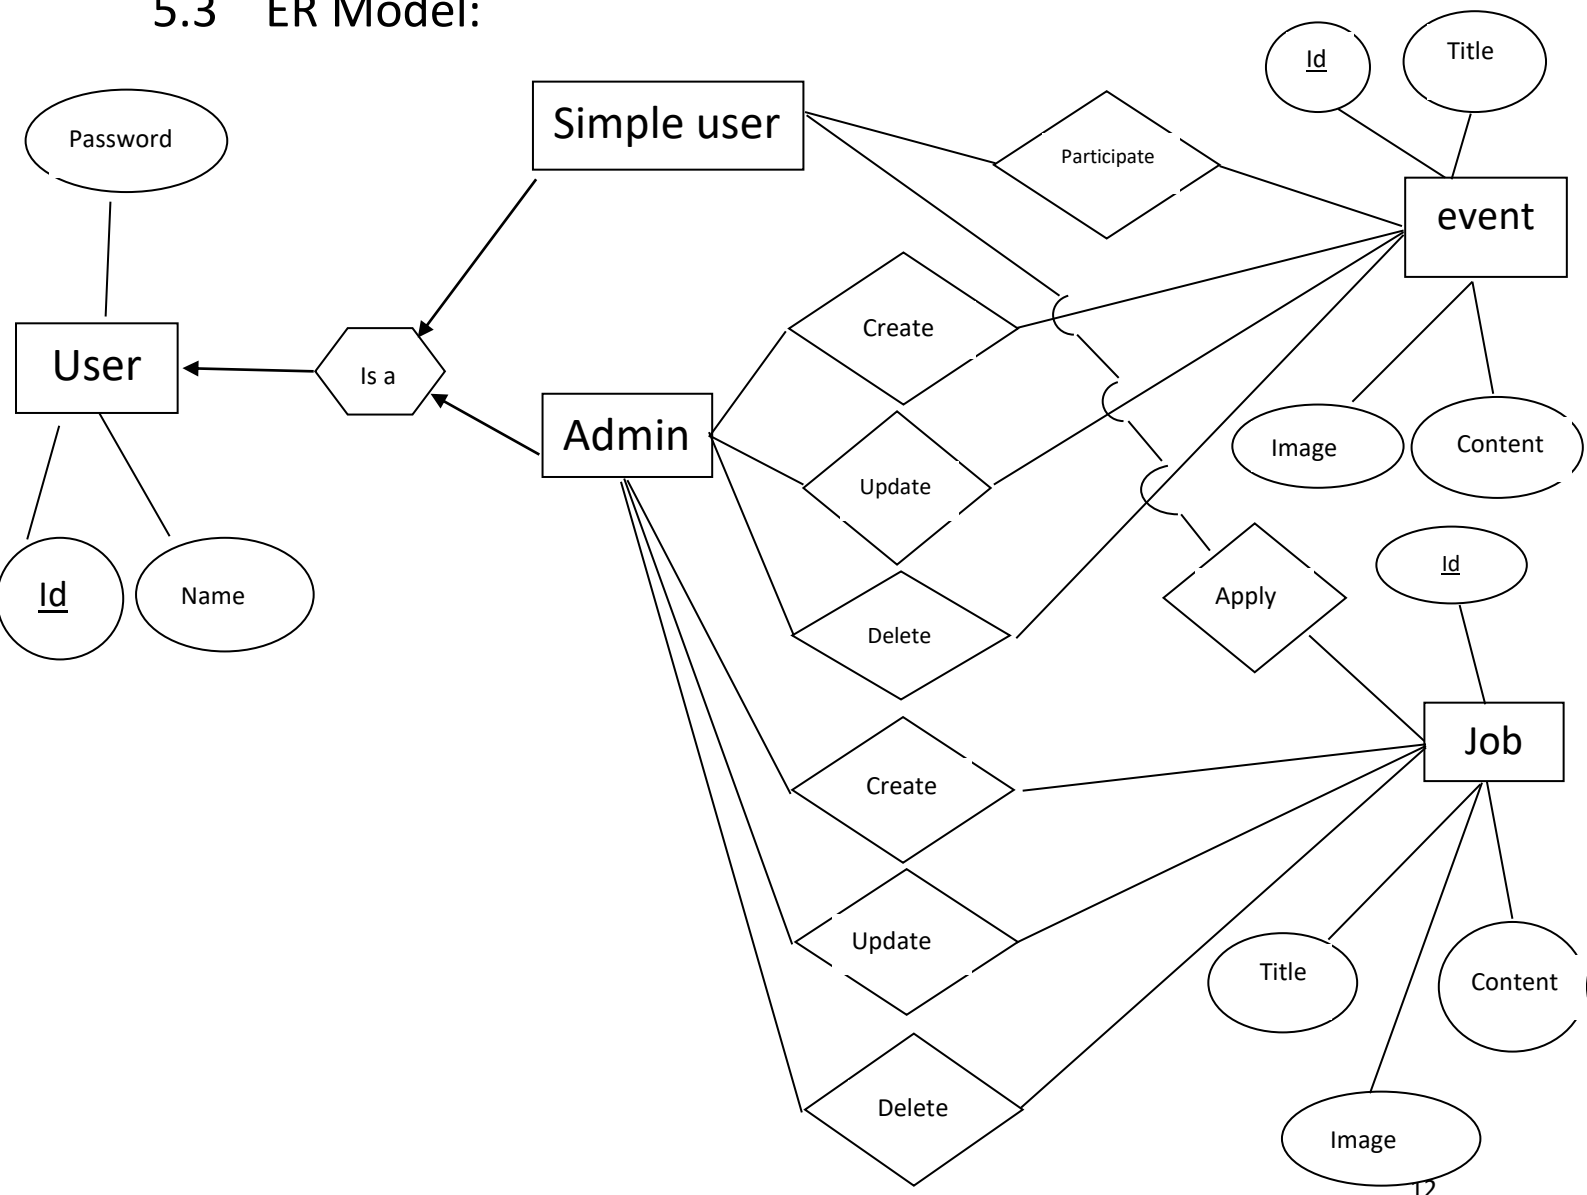 5.3 ER Model:
Id
Title
Password
Simple user
Participate
event
Create
User
Is a
Admin
Image
Content
Update
Apply
Id
Id
Name
Delete
Job
Create
Update
Title
Content
Delete
Image
12